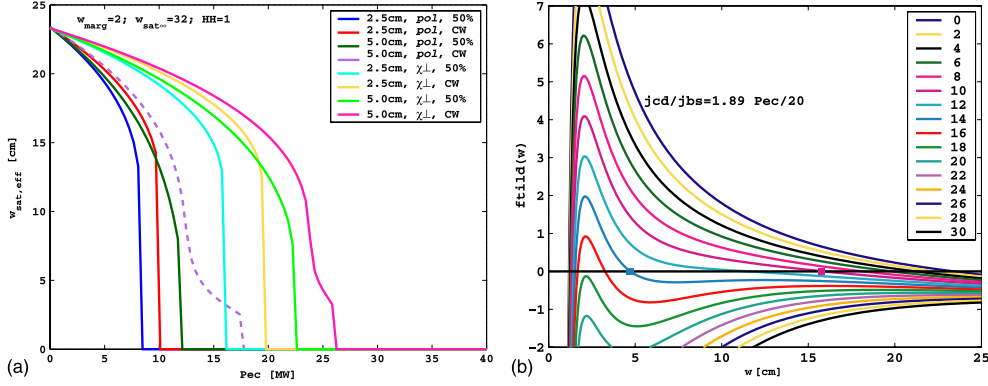 w_marg=2; w_sat∞=32; HH=1
2.5cm, pol, 50%
2.5cm, pol, CW
5.0cm, pol, 50%
5.0cm, pol, CW
2.5cm, χ⊥, 50%
2.5cm, χ⊥, CW
5.0cm, χ⊥, 50%
5.0cm, χ⊥, CW
w_sat,eff [cm]
25
20
15
10
5
0
0 5 10 15 20 25 30 35 40
Pec [MW]
(a)
jcd/jbs=1.89 Pec/20
0
2
4
6
8
10
12
14
16
18
20
22
24
26
28
30
ftild(w)
7
6
5
4
3
2
1
0
-1
-2
0 5 10 15 20 25
w[cm]
(b)